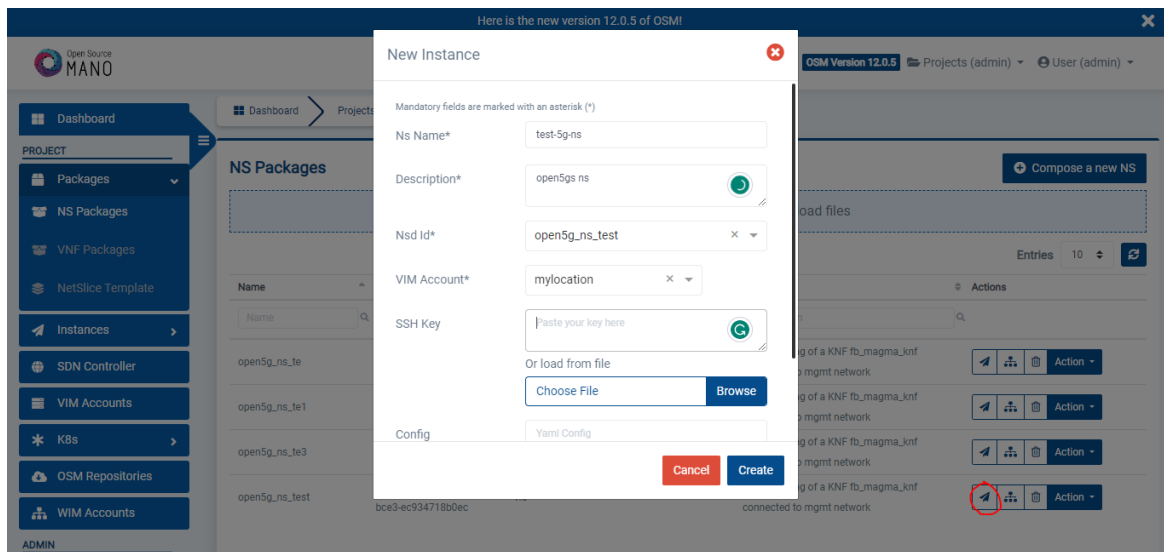 Here is the new version 12.0.5 of OSM!
Open Source
MANO
OSM Version 12.0.5 Projects (admin) User (admin)
Dashboard
PROJECT
Packages
NS Packages
VNF Packages
NetSlice Template
Instances
SDN Controller
VIM Accounts
K8s
OSM Repositories
WIM Accounts
ADMIN
Dashboard Projects
NS Packages
Compose a new NS
oad files
Entries 10
Name Actions
Name
open5g_ns_te
g of a KNF fb_magma_knf
mgmt network
Action
open5g_ns_te1
g of a KNF fb_magma_knf
mgmt network
Action
open5g_ns_te3
g of a KNF fb_magma_knf
mgmt network
Action
open5g_ns_test
bce3-ec934718b0ec
g of a KNF fb_magma_knf
connected to mgmt network
Action
New Instance
Mandatory fields are marked with an asterisk (*)
Ns Name* test-5g-ns
Description* open5gs ns
Nsd Id* open5g_ns_test
VIM Account* mylocation
SSH Key Paste your key here
Or load from file
Choose File Browse
Config Yaml Config
Cancel Create